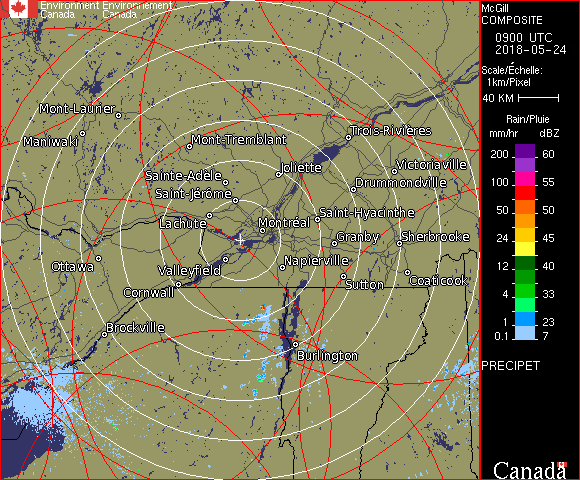 Environment Environnement
Canada Canada
McGill
COMPOSITE
0900 UTC
2018-05-24
Scale/Échelle:
1km/Pixel
40 KM
Rain/Pluie
mm/hr dBZ
200 60
100 55
50 50
24 45
12 40
4 33
1 23
0.1 7
PRECIPET
Canada
Mont-Laurier
Maniwaki
Mont-Tremblant
Trois-Rivières
Sainte-Adèle
Joliette
Victoriaville
Saint-Jérôme
Drummondville
Lachute
Montréal
Saint-Hyacinthe
Granby
Sherbrooke
Ottawa
Valleyfield
Napierville
Cornwall
Sutton
Coaticook
Brockville
Burlington